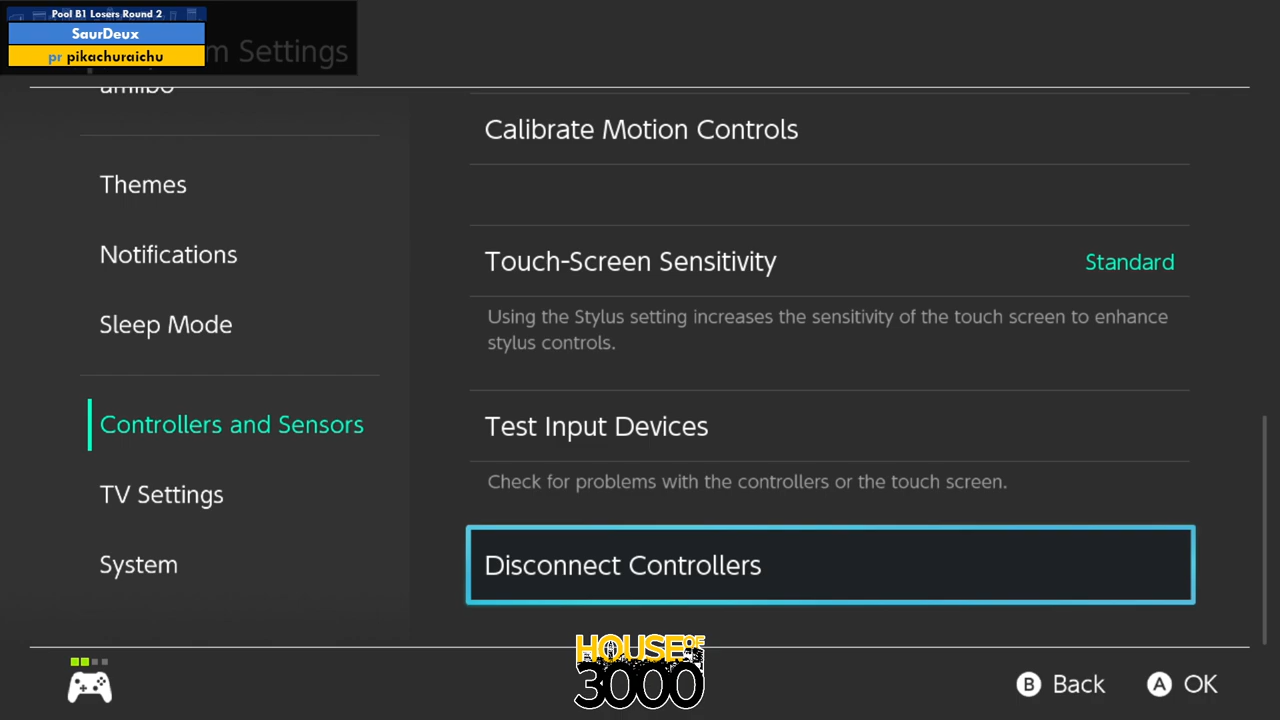 Pool B1 Losers Round 2
SaurDeux
pr pikachuraichu
m Settings
amiibo
Themes
Notifications
Sleep Mode
Controllers and Sensors
TV Settings
System
Calibrate Motion Controls
Touch-Screen Sensitivity
Standard
Using the Stylus setting increases the sensitivity of the touch screen to enhance
stylus controls.
Test Input Devices
Check for problems with the controllers or the touch screen.
Disconnect Controllers
HOUSE OF
3000
B Back
A OK